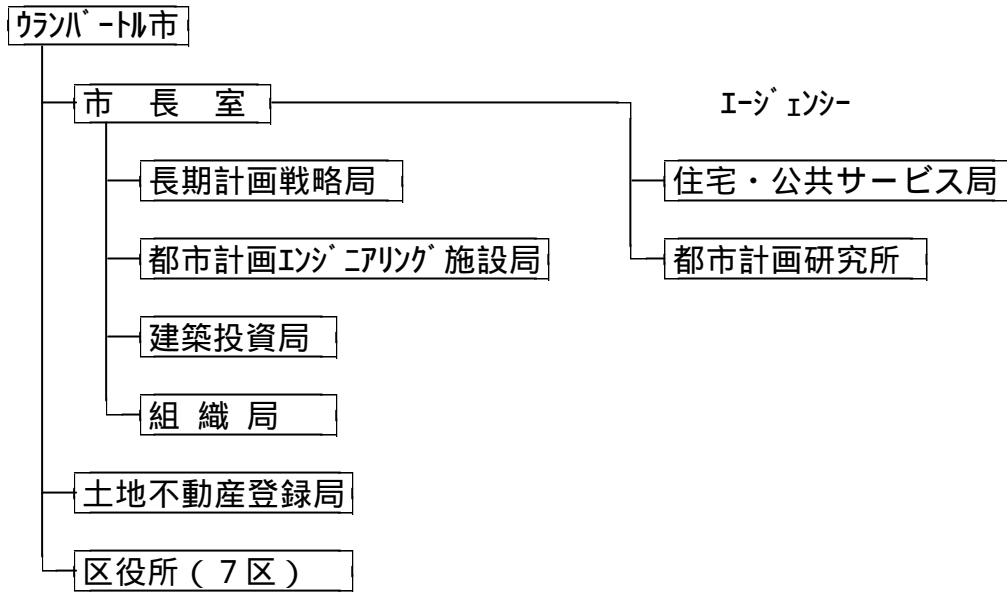 ｳﾗﾝﾊﾞｰﾄﾙ市
市　長　室
ｴｰｼﾞｪﾝｼｰ
長期計画戦略局
住宅・公共サービス局
都市計画ｴﾝｼﾞﾆｱﾘﾝｸﾞ施設局
都市計画研究所
建築投資局
組 織 局
土地不動産登録局
区役所（７区）